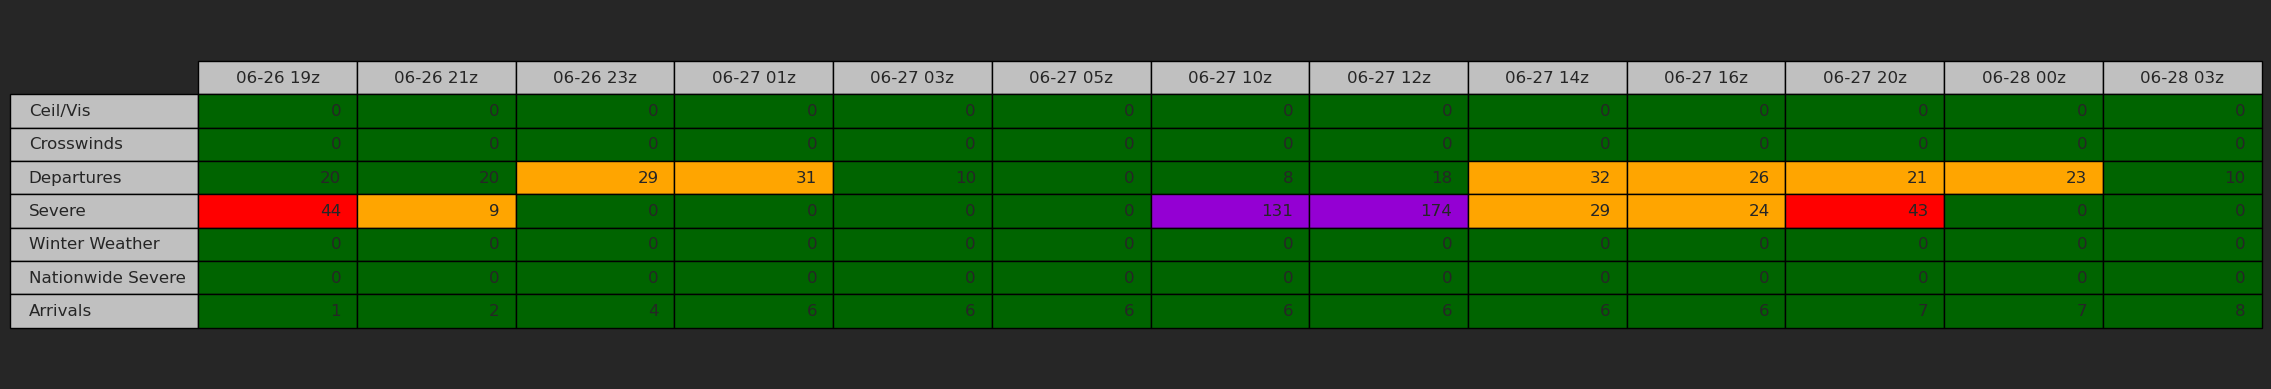 06-26 19z 06-26 21z 06-26 23z 06-27 01z 06-27 03z 06-27 05z 06-27 10z 06-27 12z 06-27 14z 06-27 16z 06-27 20z 06-28 00z 06-28 03z
Ceil/Vis 0 0 0 0 0 0 0 0 0 0 0 0 0
Crosswinds 0 0 0 0 0 0 0 0 0 0 0 0 0
Departures 20 20 29 31 10 0 8 18 32 26 21 23 10
Severe 44 9 0 0 0 0 131 174 29 24 43 0 0
Winter Weather 0 0 0 0 0 0 0 0 0 0 0 0 0
Nationwide Severe 0 0 0 0 0 0 0 0 0 0 0 0 0
Arrivals 1 2 4 6 6 6 6 6 6 6 7 7 8